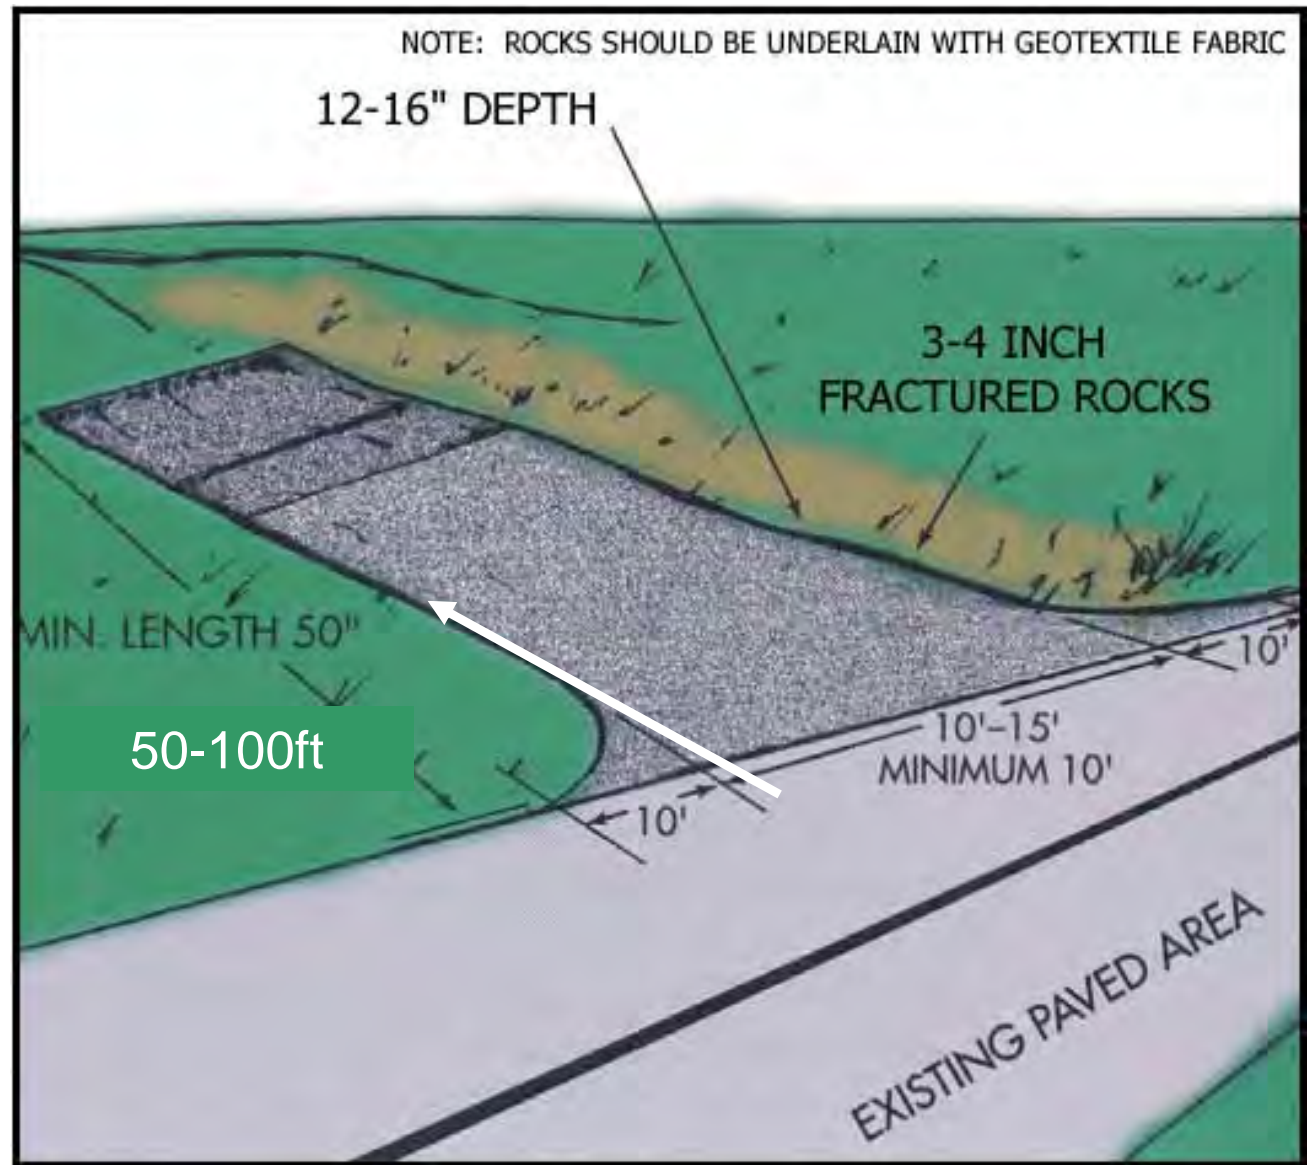 NOTE: ROCKS SHOULD BE UNDERLAIN WITH GEOTEXTILE FABRIC
12-16" DEPTH
3-4 INCH
FRACTURED ROCKS
MIN. LENGTH 50"
10'
50-100ft
10'–15'
MINIMUM 10'
10'
EXISTING PAVED AREA